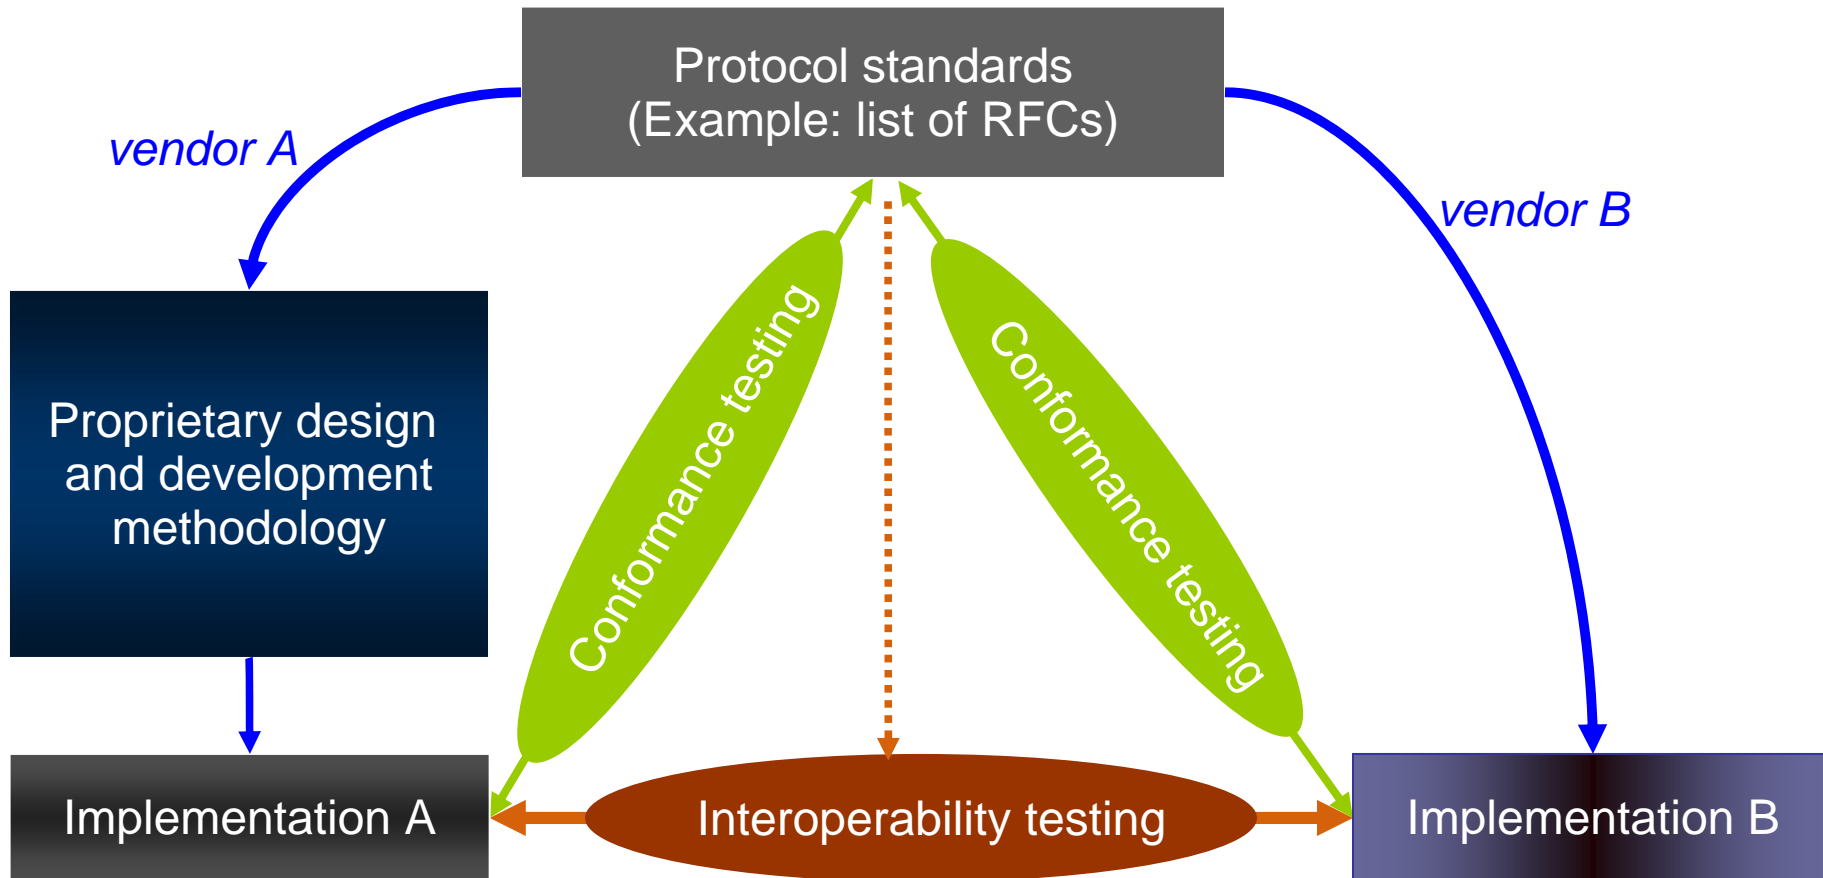 Protocol standards
(Example: list of RFCs)
vendor A
vendor B
Conformance testing
Conformance testing
Proprietary design
and development
methodology
Implementation A
Interoperability testing
Implementation B